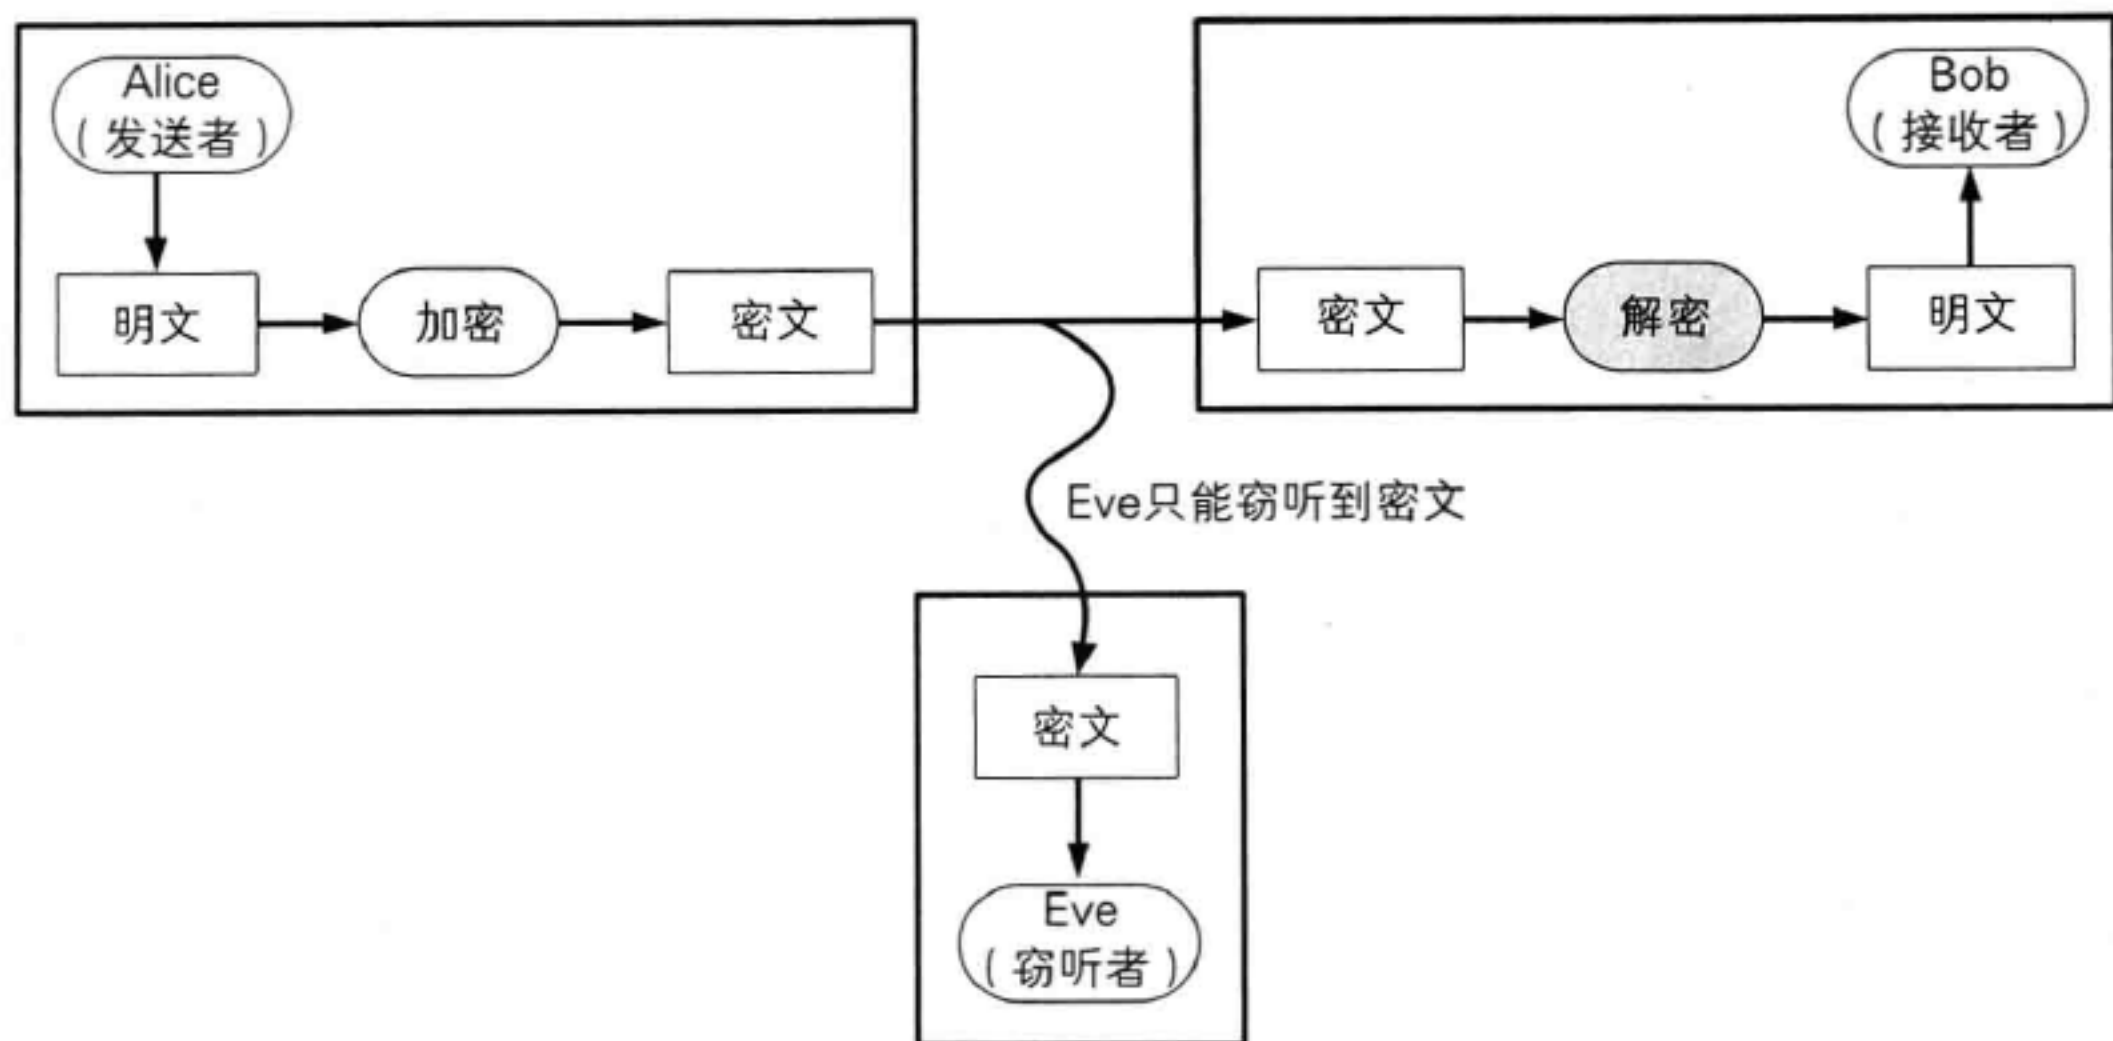 Alice
（发送者）
明文
加密
密文
Bob
（接收者）
密文
解密
明文
Eve只能窃听到密文
密文
Eve
（窃听者）